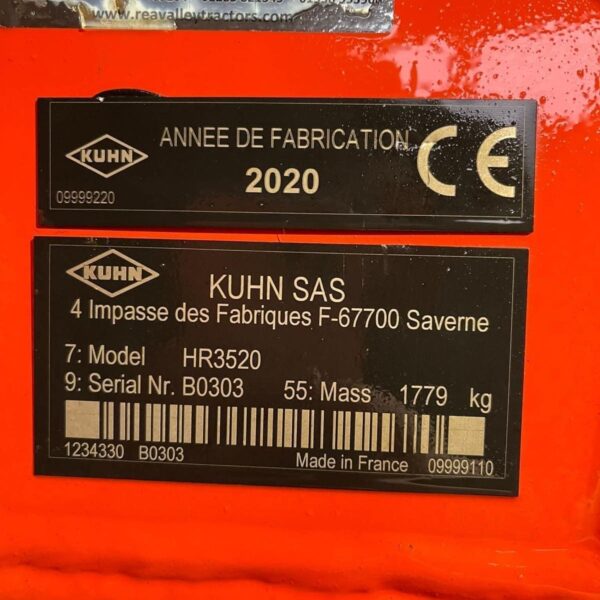 www.reavalleytractors.com
ANNEE DE FABRICATION
KUHN
2020
CE
09999220
KUHN
KUHN SAS
4 Impasse des Fabriques F-67700 Saverne
7: Model HR3520
9: Serial Nr. B0303 55: Mass 1779 kg
1234330 B0303 Made in France 09999110